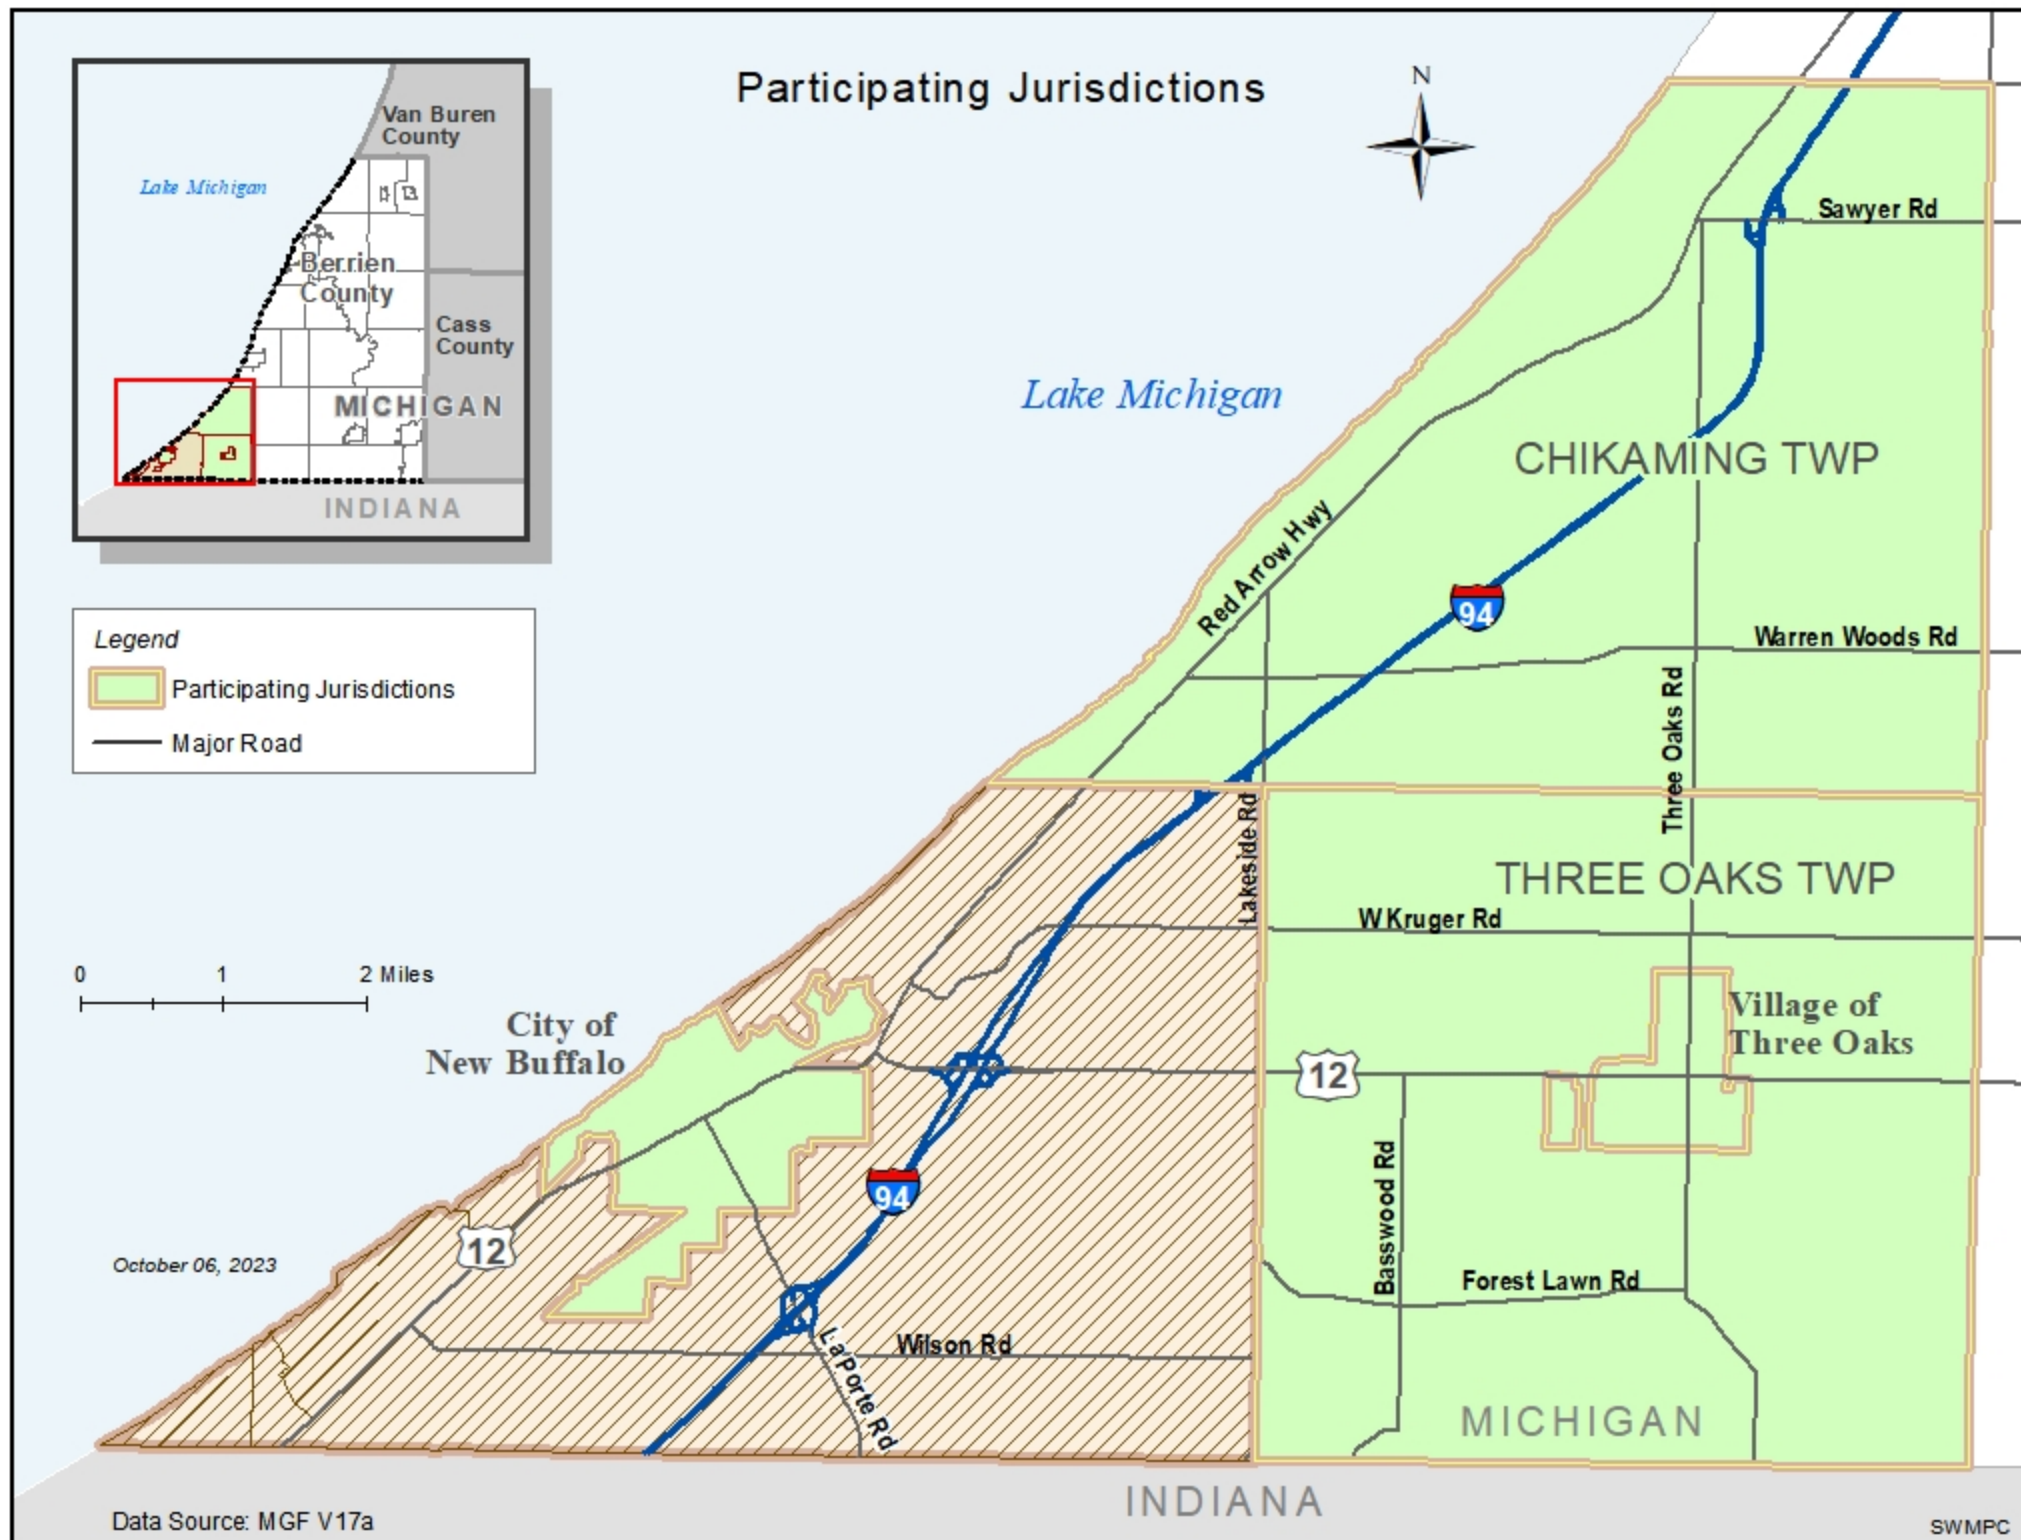 Participating Jurisdictions
N
Van Buren
County
Lake Michigan
Berrien
County
Cass
County
MICHIGAN
INDIANA
Sawyer Rd
Lake Michigan
CHIKAMING TWP
Red Arrow Hwy
94
Warren Woods Rd
Three Oaks Rd
Legend
Participating Jurisdictions
Major Road
Lakeside Rd
THREE OAKS TWP
W Kruger Rd
0 1 2 Miles
City of
New Buffalo
Village of
Three Oaks
12
94
Basswood Rd
12
October 06, 2023
Forest Lawn Rd
Wilson Rd
LaPorte Rd
MICHIGAN
INDIANA
Data Source: MGF V17a
SWMPC